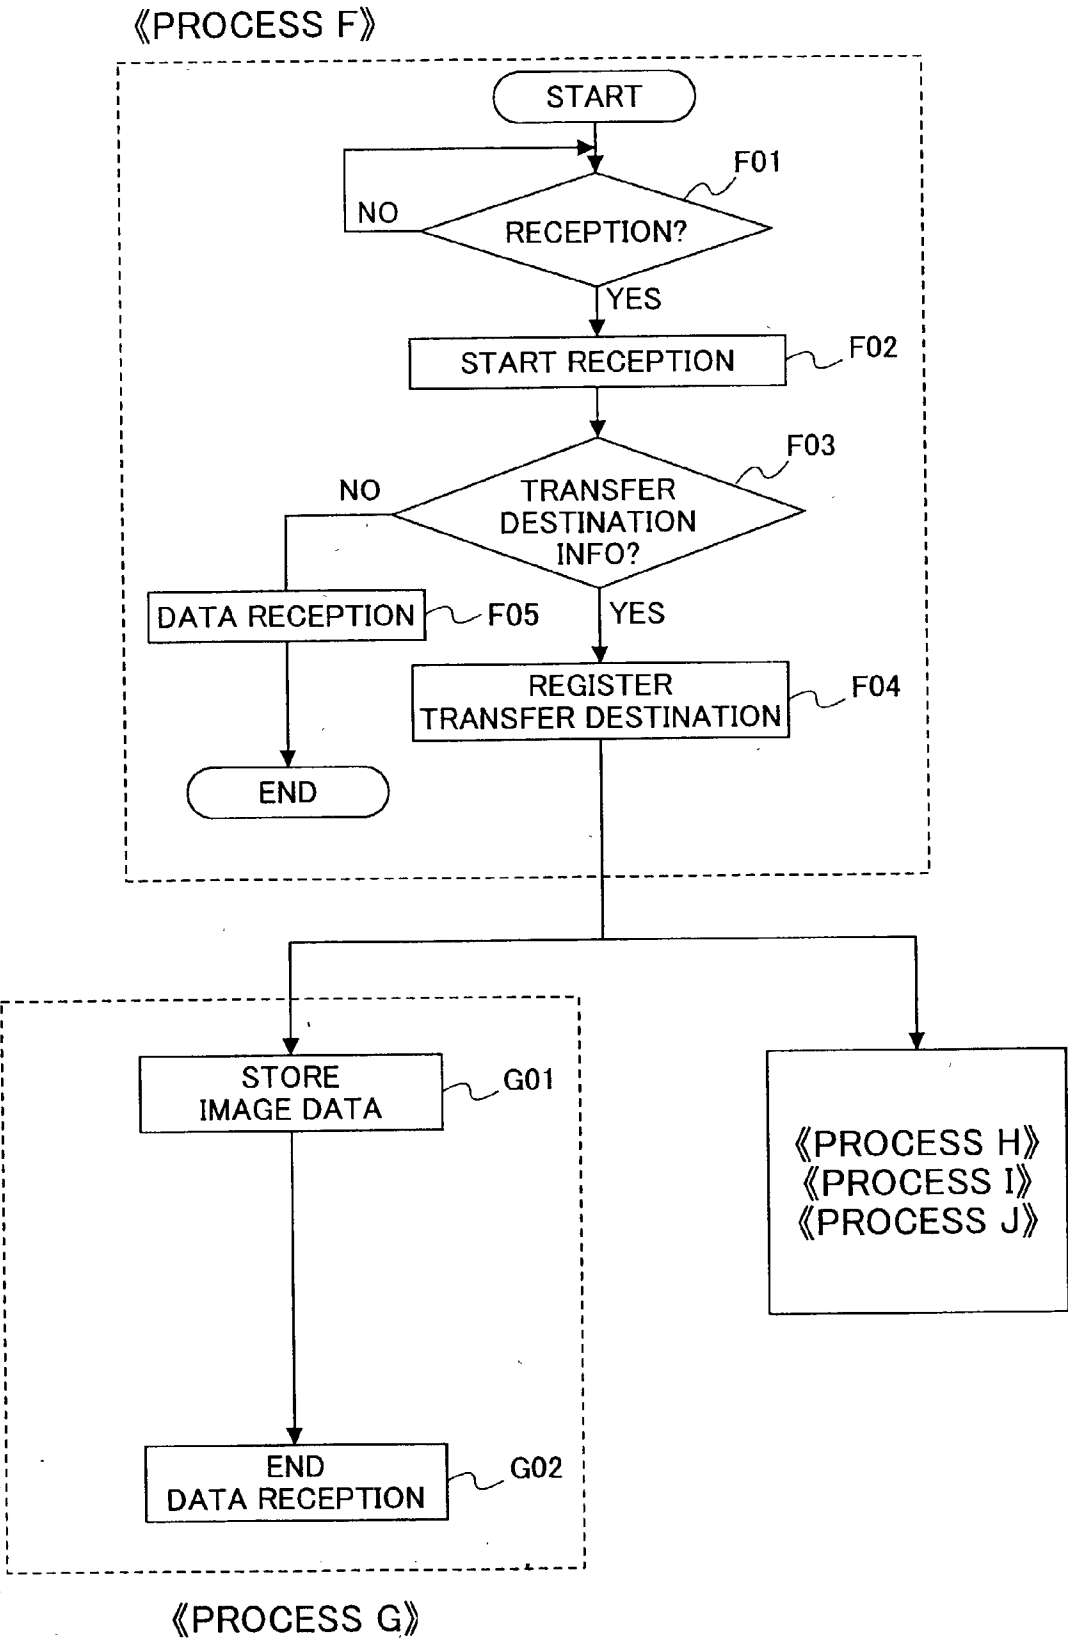 《PROCESS F》
START
F01
NO
RECEPTION?
YES
START RECEPTION
F02
F03
NO
TRANSFER
DESTINATION
INFO?
DATA RECEPTION
F05
YES
REGISTER
TRANSFER DESTINATION
F04
END
STORE
IMAGE DATA
G01
《PROCESS H》
《PROCESS I》
《PROCESS J》
END
DATA RECEPTION
G02
《PROCESS G》